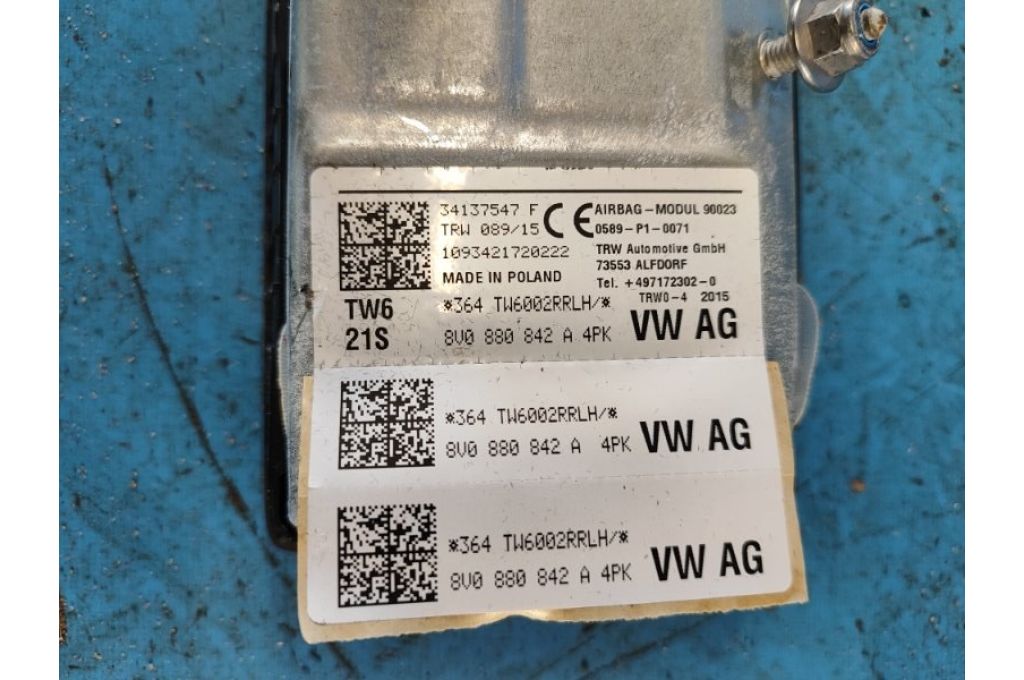 34137547 F
TRW 089/15
1093421720222
MADE IN POLAND
CE
AIRBAG-MODUL 90023
0589-P1-0071
TRW Automotive GmbH
73553 ALFDORF
Tel. +497172302-0
TRW0-4 2015
TW6
21S
*364 TW6002RRLH/*
8V0 880 842 A 4PK
VW AG
*364 TW6002RRLH/*
8V0 880 842 A 4PK
VW AG
*364 TW6002RRLH/*
8V0 880 842 A 4PK
VW AG